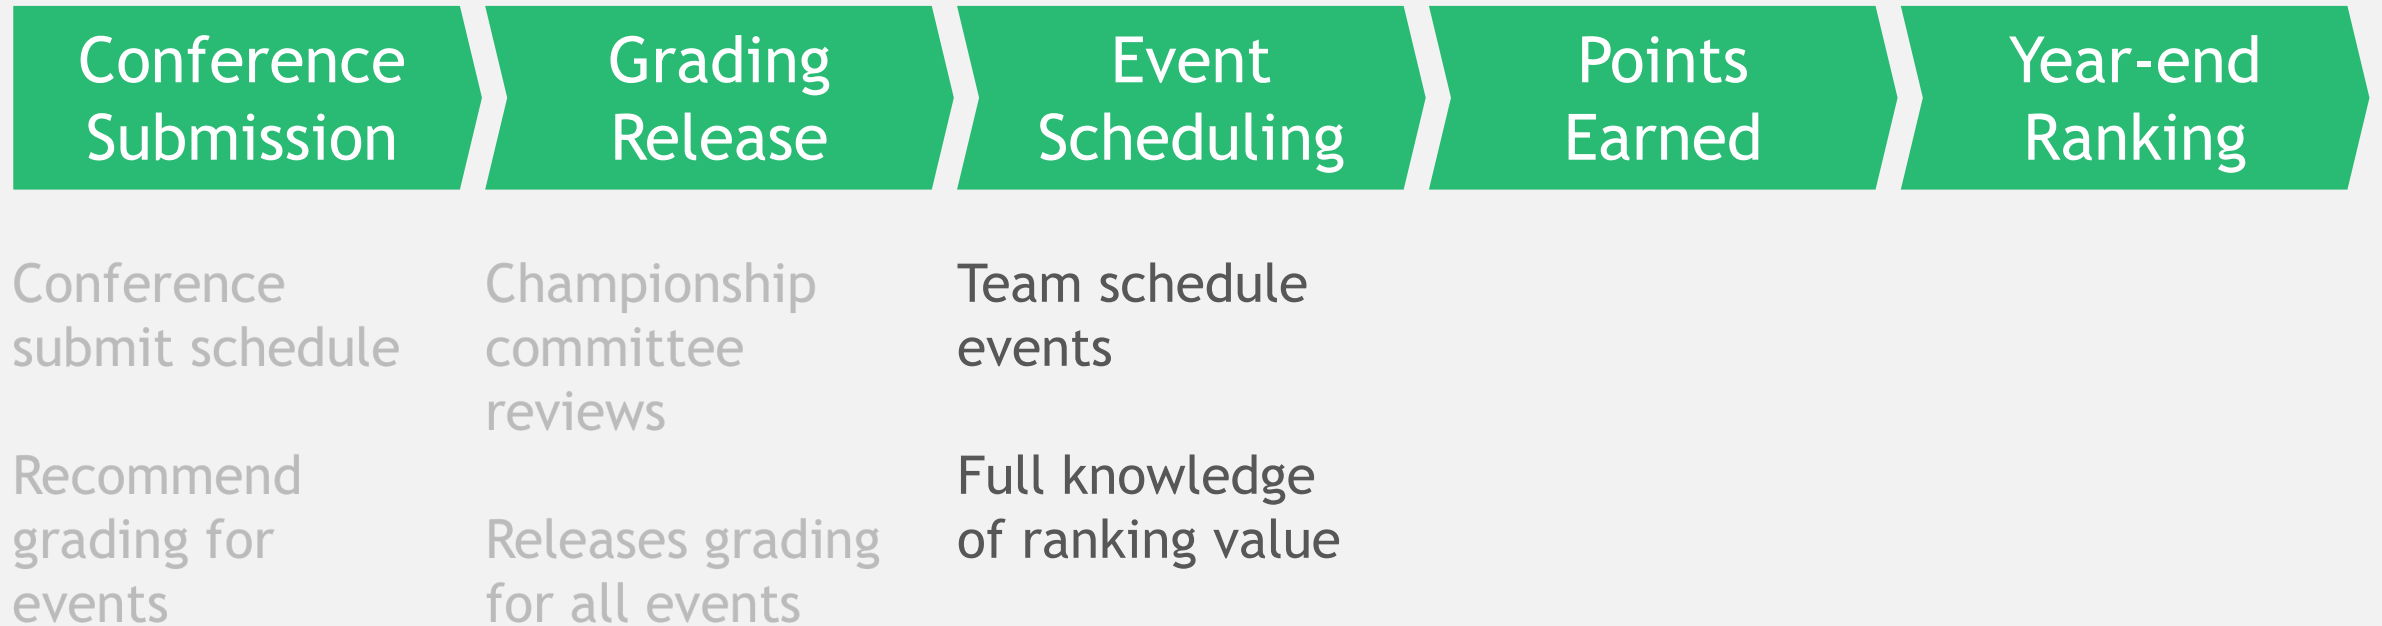 Conference
Submission
Grading
Release
Event
Scheduling
Points
Earned
Year-end
Ranking
Conference
submit schedule
Recommend
grading for
events
Championship
committee
reviews
Releases grading
for all events
Team schedule
events
Full knowledge
of ranking value